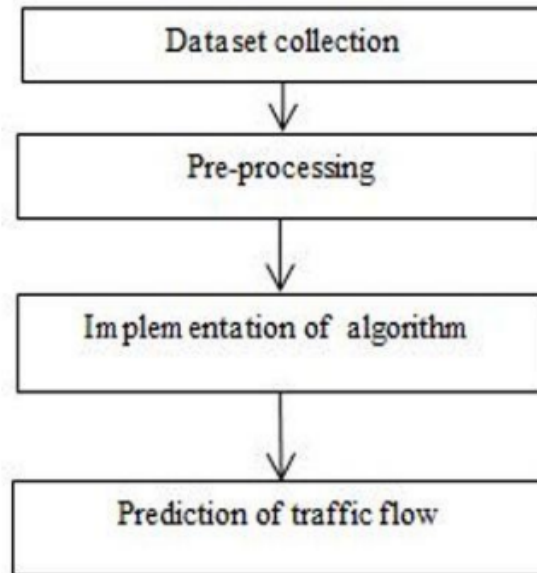 Dataset collection
Pre-processing
Implementation of algorithm
Prediction of traffic flow